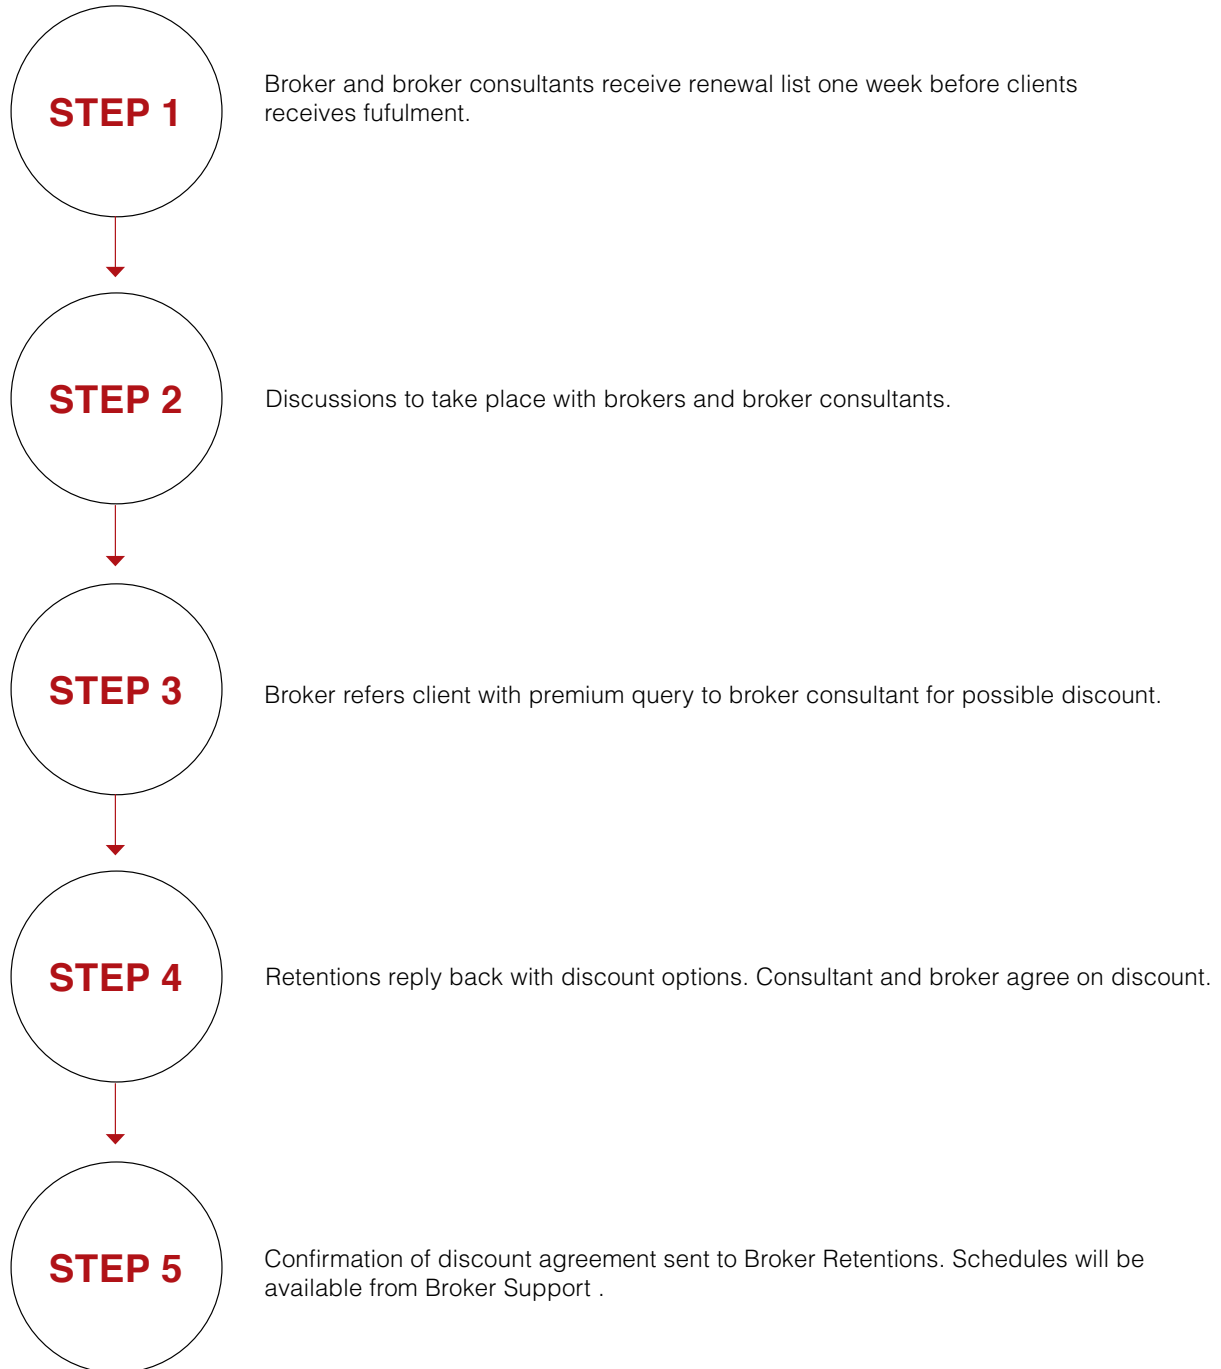 STEP 1
Broker and broker consultants receive renewal list one week before clients
receives fufulment.
STEP 2
Discussions to take place with brokers and broker consultants.
STEP 3
Broker refers client with premium query to broker consultant for possible discount.
STEP 4
Retentions reply back with discount options. Consultant and broker agree on discount.
STEP 5
Confirmation of discount agreement sent to Broker Retentions. Schedules will be
available from Broker Support .